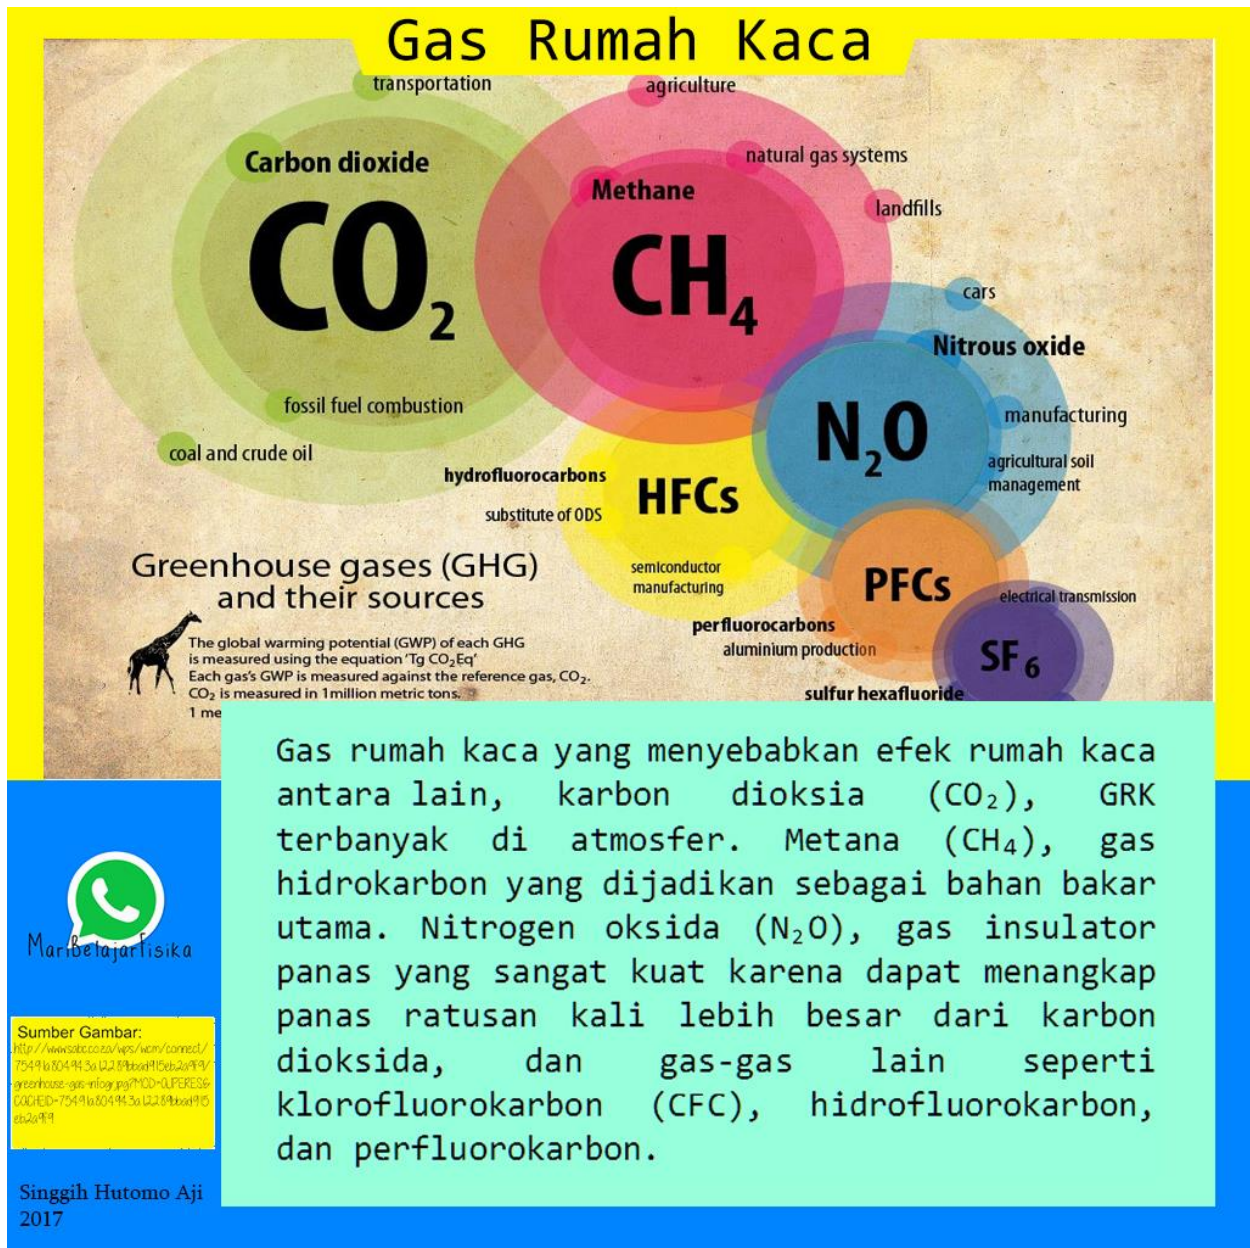 Gas Rumah Kaca
transportation
agriculture
Carbon dioxide
natural gas systems
Methane
landfills
CO₂
CH₄
cars
Nitrous oxide
fossil fuel combustion
N₂O
manufacturing
coal and crude oil
agricultural soil
management
hydrofluorocarbons
HFCs
substitute of ODS
semiconductor
manufacturing
PFCs
electrical transmission
perfluorocarbons
aluminium production
SF₆
sulfur hexafluoride
Greenhouse gases (GHG)
and their sources
The global warming potential (GWP) of each GHG
is measured using the equation 'Tg CO₂Eq'
Each gas's GWP is measured against the reference gas, CO₂.
CO₂ is measured in 1million metric tons.
1 me
Gas rumah kaca yang menyebabkan efek rumah kaca
antara lain, karbon dioksia (CO₂), GRK
terbanyak di atmosfer. Metana (CH₄), gas
hidrokarbon yang dijadikan sebagai bahan bakar
utama. Nitrogen oksida (N₂O), gas insulator
panas yang sangat kuat karena dapat menangkap
panas ratusan kali lebih besar dari karbon
dioksida, dan gas-gas lain seperti
klorofluorokarbon (CFC), hidrofluorokarbon,
dan perfluorokarbon.
MariBelajarFisika
Sumber Gambar:
Singgih Hutomo Aji
2017